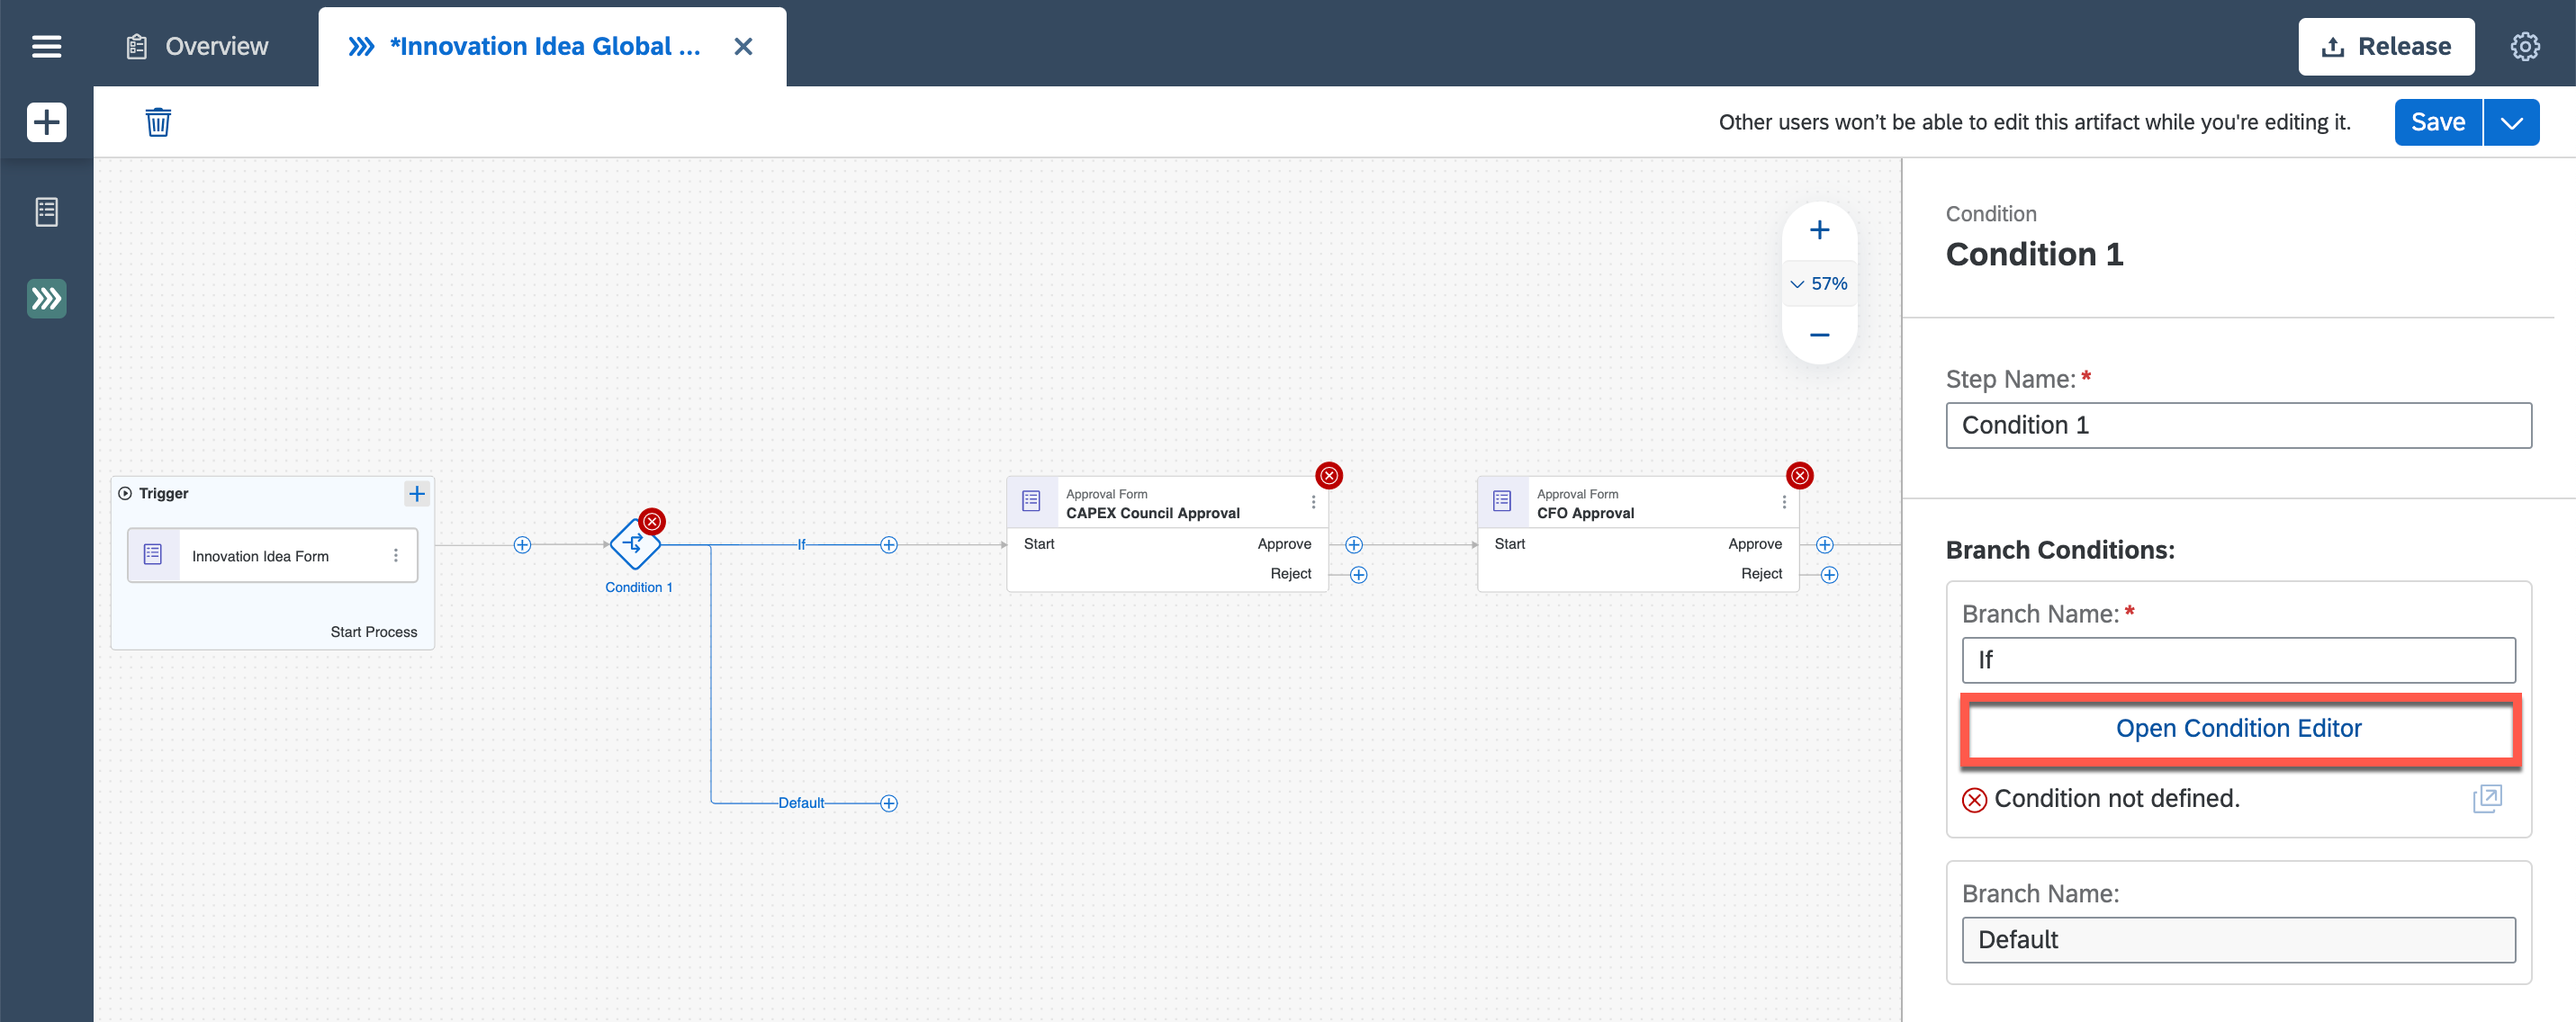 Overview
*Innovation Idea Global ...
Release
Other users won't be able to edit this artifact while you're editing it.
Save
57%
Trigger
Innovation Idea Form
Start Process
Condition 1
If
Default
Approval Form
CAPEX Council Approval
Start
Approve
Reject
Approval Form
CFO Approval
Start
Approve
Reject
Condition
Condition 1
Step Name: *
Condition 1
Branch Conditions:
Branch Name: *
If
Open Condition Editor
Condition not defined.
Branch Name:
Default